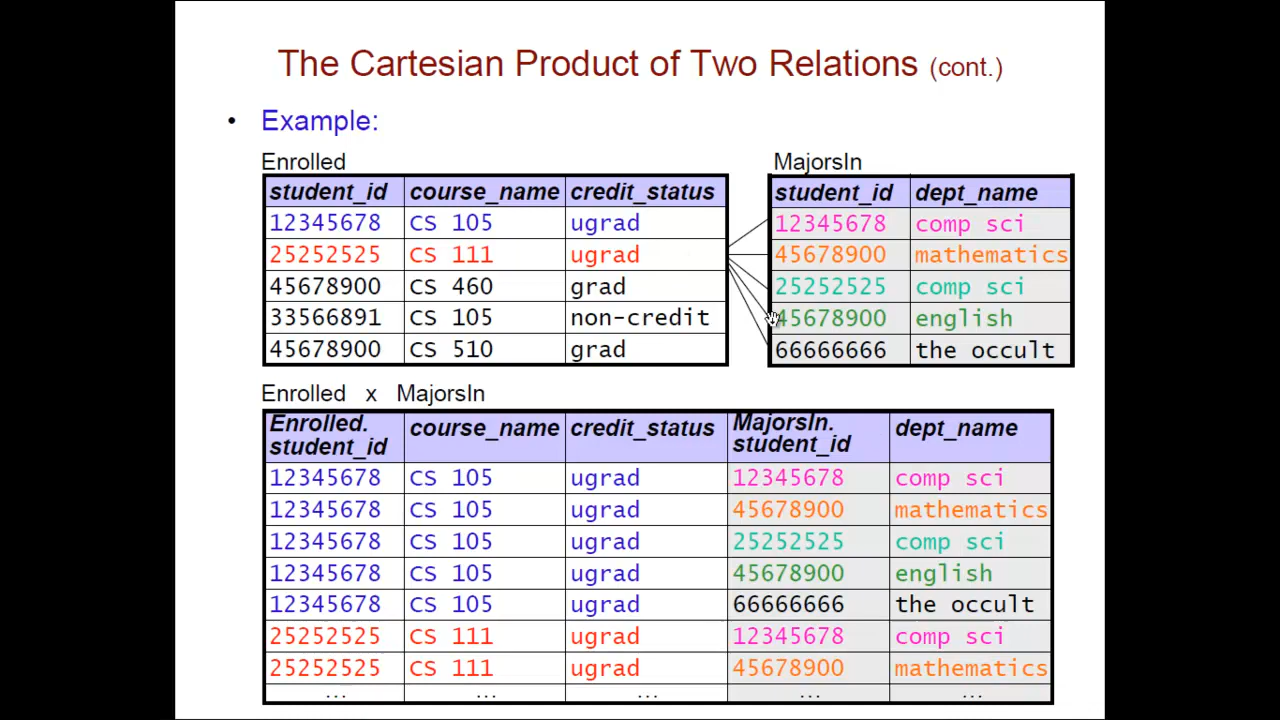 The Cartesian Product of Two Relations (cont.)
• Example:
Enrolled
student_id course_name credit_status
12345678 CS 105 ugrad
25252525 CS 111 ugrad
45678900 CS 460 grad
33566891 CS 105 non-credit
45678900 CS 510 grad
MajorsIn
student_id dept_name
12345678 comp sci
45678900 mathematics
25252525 comp sci
45678900 english
66666666 the occult
Enrolled x MajorsIn
Enrolled. student_id course_name credit_status MajorsIn. student_id dept_name
12345678 CS 105 ugrad 12345678 comp sci
12345678 CS 105 ugrad 45678900 mathematics
12345678 CS 105 ugrad 25252525 comp sci
12345678 CS 105 ugrad 45678900 english
12345678 CS 105 ugrad 66666666 the occult
25252525 CS 111 ugrad 12345678 comp sci
25252525 CS 111 ugrad 45678900 mathematics
... ... ... ... ...